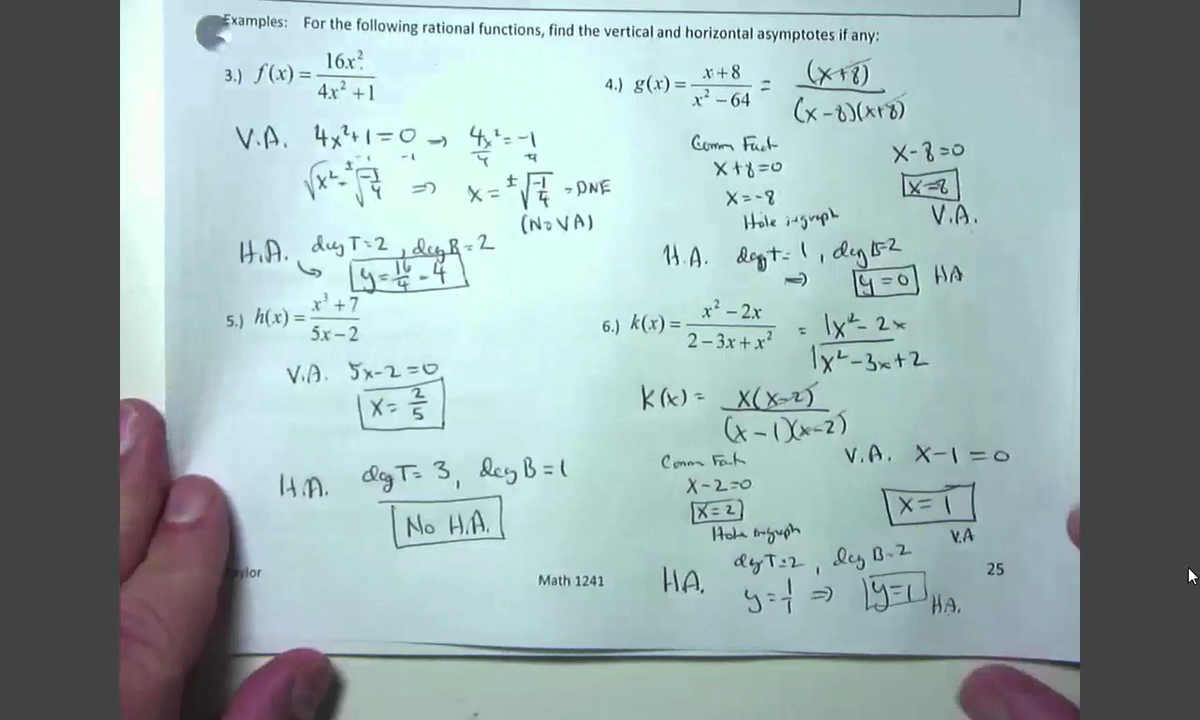 Examples: For the following rational functions, find the vertical and horizontal asymptotes if any:
3.) f(x) = 16x² / 4x² + 1
V.A. 4x²+1=0 → 4x²/4 = -1/4
-1 -1
√x² = ±√-1/4 ⇒ x = ±√-1/4 = DNE
(No VA)
H.A. deg T=2, deg B=2
↳ y = 16/4 = 4
4.) g(x) = x+8 / x² − 64 = (x+8) / (x−8)(x+8)
Comm Fact
x+8=0
x=-8
Hole in graph
x-8=0
x=8
V.A.
H.A. deg T=1, deg B=2
⇒ y=0 HA
5.) h(x) = x³ + 7 / 5x − 2
V.A. 5x-2=0
x = 2/5
H.A. deg T= 3, deg B=1
No H.A.
6.) k(x) = x² − 2x / 2 − 3x + x² = 1x² − 2x / 1x² − 3x + 2
K(x) = x(x-2) / (x-1)(x-2)
Comm Fact
x-2=0
x=2
Hole in graph
V.A. x-1=0
x=1
V.A
HA. deg T=2, deg B=2
y = 1/1 ⇒ y=1 HA.
Math 1241
25